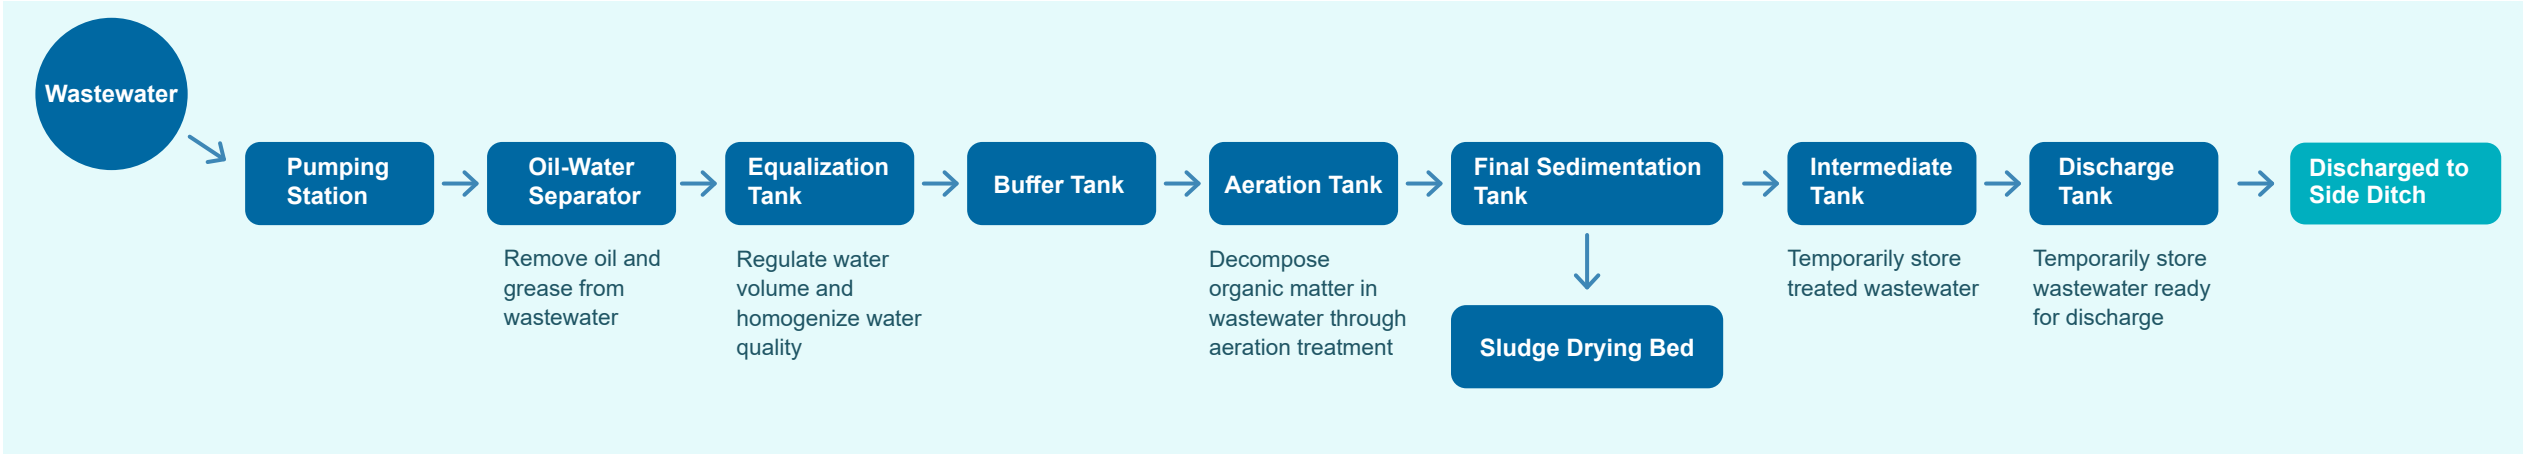 Wastewater
Pumping
Station
Oil-Water
Separator
Remove oil and
grease from
wastewater
Equalization
Tank
Regulate water
volume and
homogenize water
quality
Buffer Tank
Aeration Tank
Decompose
organic matter in
wastewater through
aeration treatment
Final Sedimentation
Tank
Sludge Drying Bed
Intermediate
Tank
Temporarily store
treated wastewater
Discharge
Tank
Temporarily store
wastewater ready
for discharge
Discharged to
Side Ditch